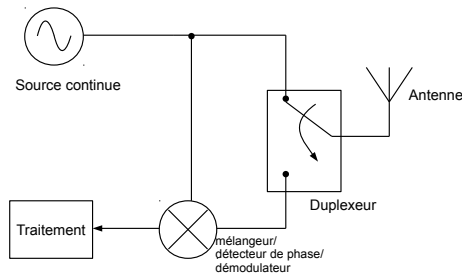 Source continue
Antenne
Duplexeur
Traitement
mélangeur/
détecteur de phase/
démodulateur